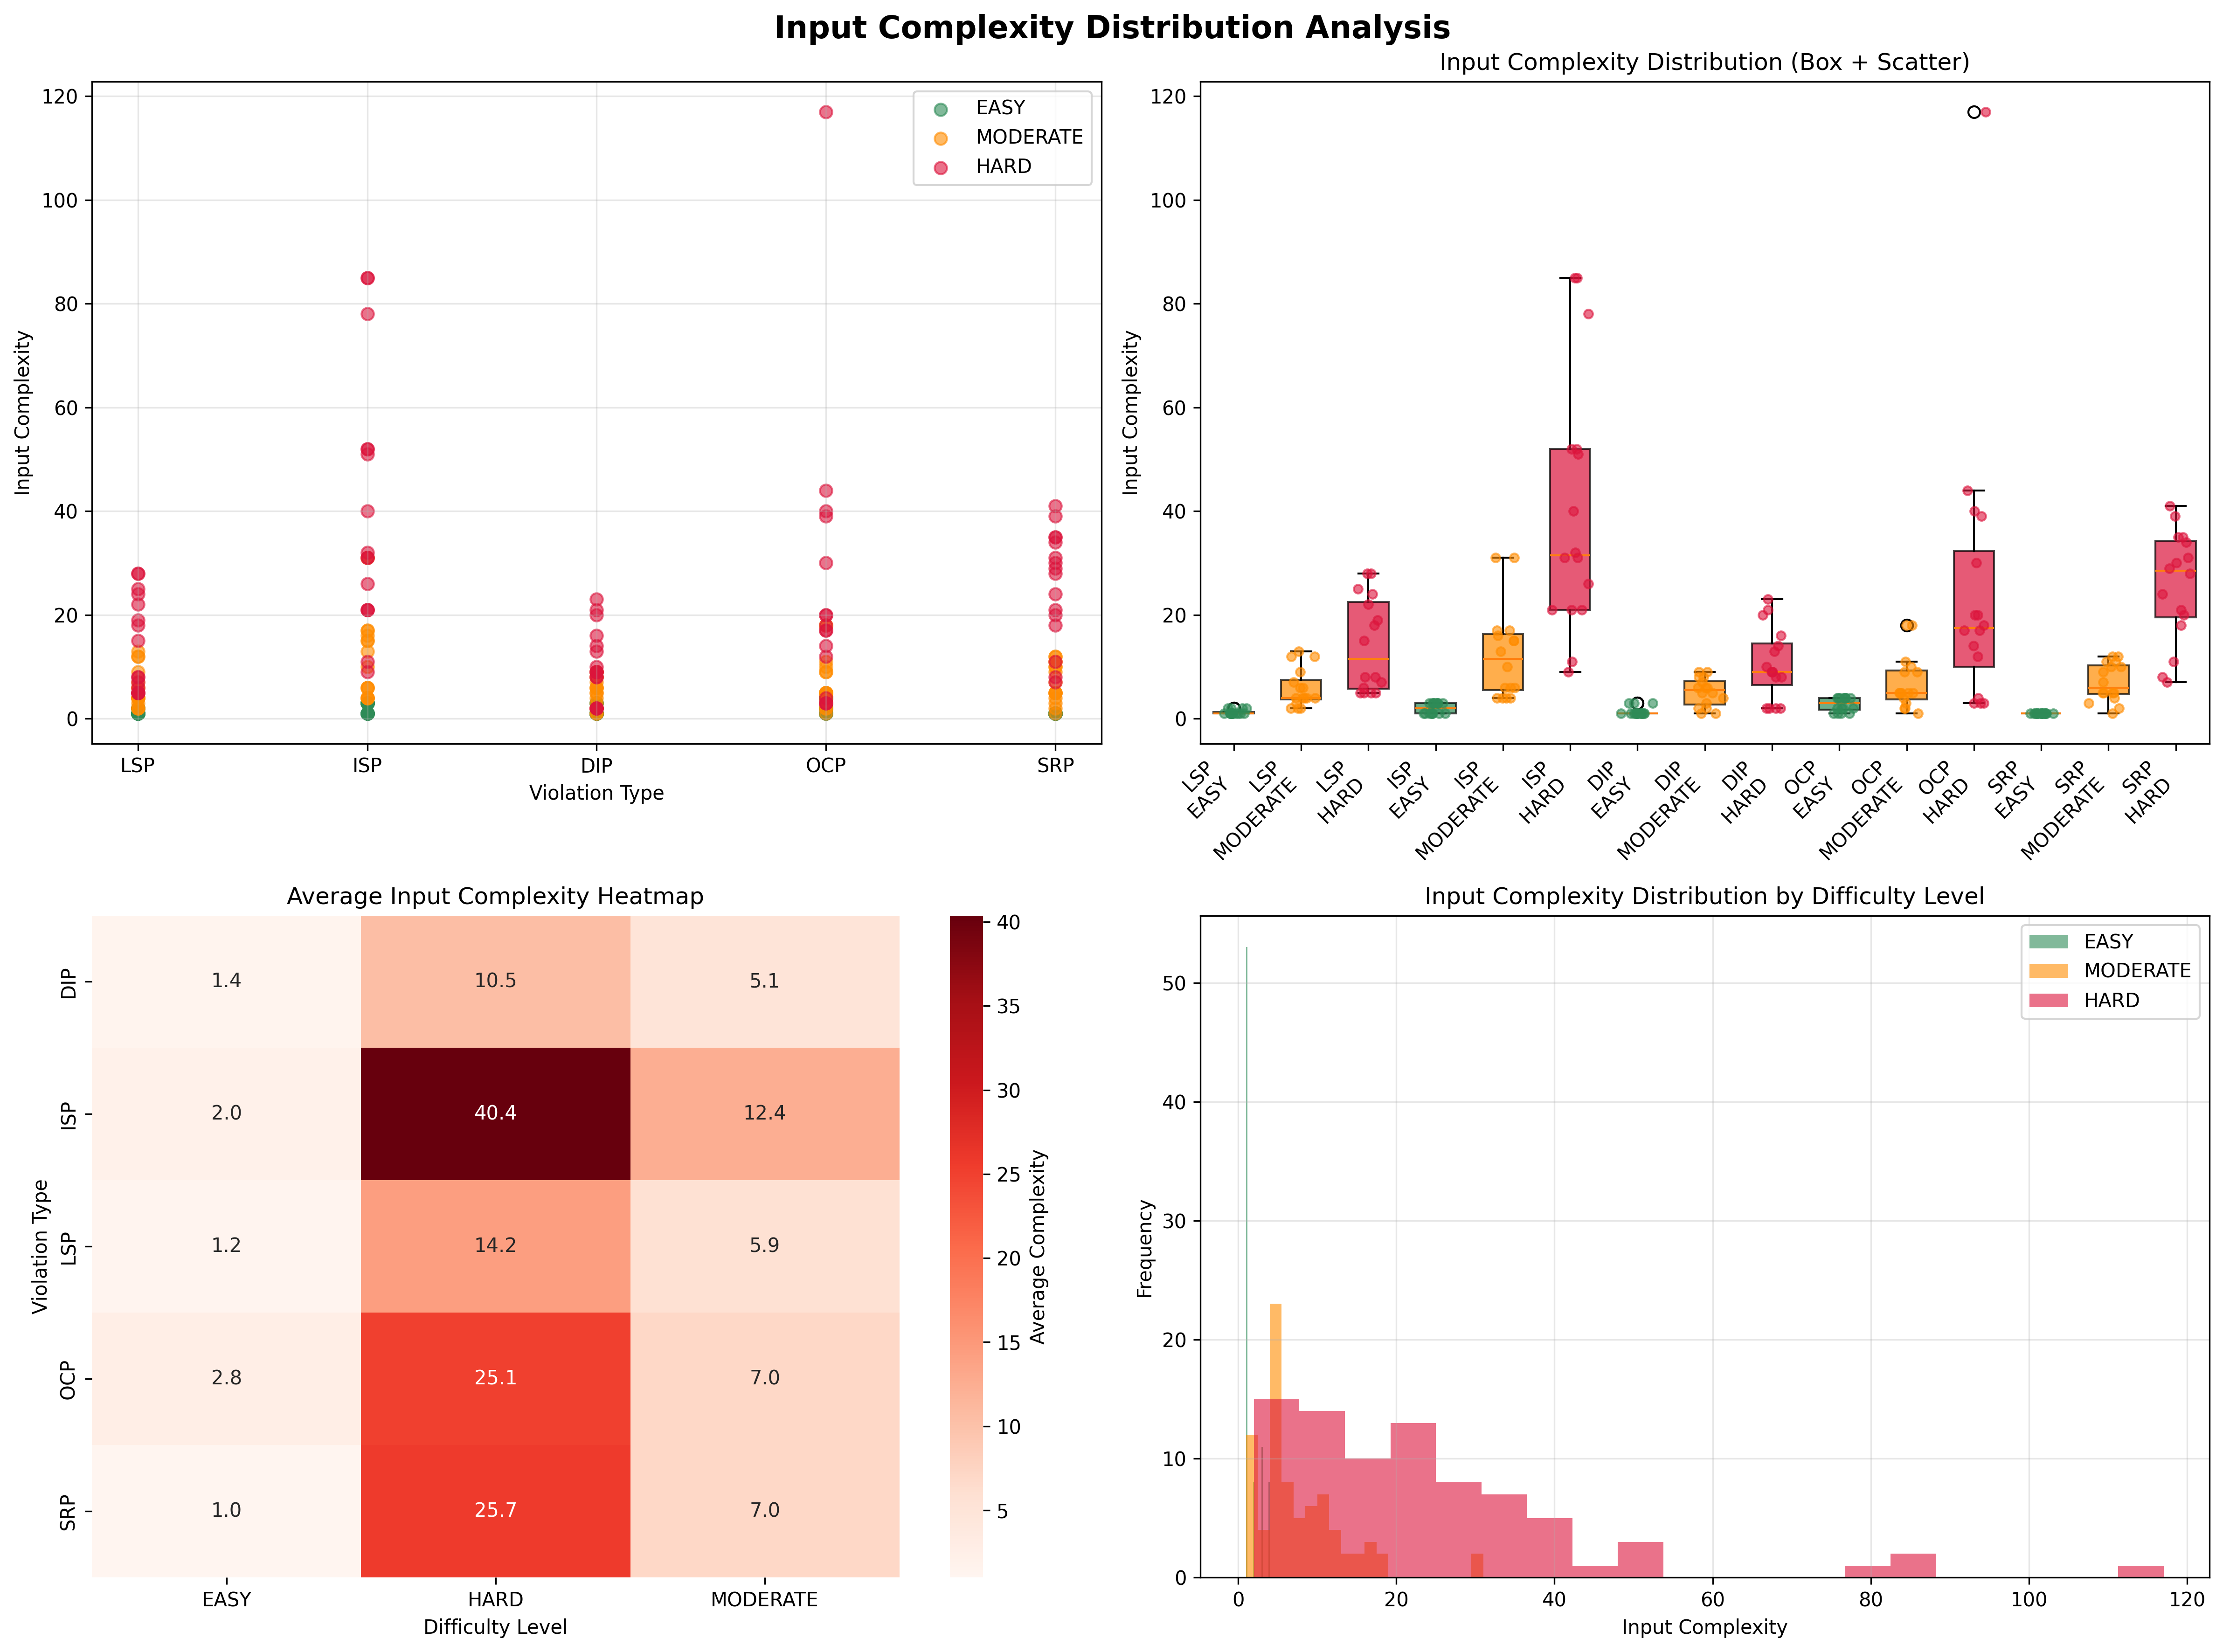 Input Complexity Distribution Analysis
120
100
80
60
40
20
0
Input Complexity
LSP
ISP
DIP
OCP
SRP
Violation Type
EASY
MODERATE
HARD
Input Complexity Distribution (Box + Scatter)
120
100
80
60
40
20
0
Input Complexity
LSP
EASY
LSP
MODERATE
LSP
HARD
ISP
EASY
ISP
MODERATE
ISP
HARD
DIP
EASY
DIP
MODERATE
DIP
HARD
OCP
EASY
OCP
MODERATE
OCP
HARD
SRP
EASY
SRP
MODERATE
SRP
HARD
Average Input Complexity Heatmap
Violation Type
DIP
1.4 10.5 5.1
ISP
2.0 40.4 12.4
LSP
1.2 14.2 5.9
OCP
2.8 25.1 7.0
SRP
1.0 25.7 7.0
EASY
HARD
MODERATE
Difficulty Level
40
35
30
25
20
15
10
5
Average Complexity
Input Complexity Distribution by Difficulty Level
EASY
MODERATE
HARD
50
40
30
20
10
0
Frequency
0
20
40
60
80
100
120
Input Complexity